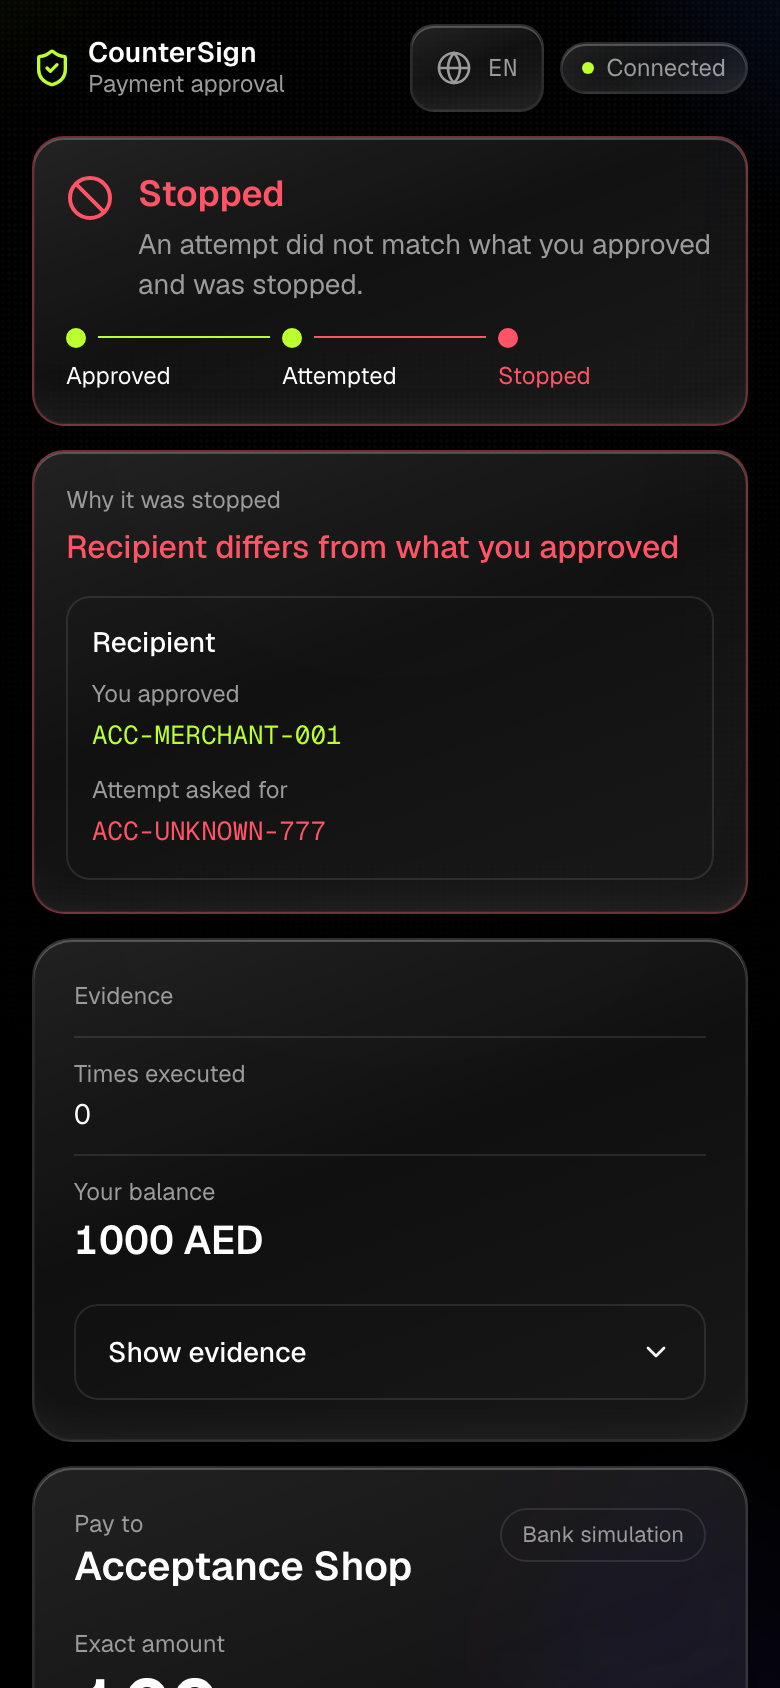 CounterSign
Payment approval
EN
Connected
Stopped
An attempt did not match what you approved
and was stopped.
Approved
Attempted
Stopped
Why it was stopped
Recipient differs from what you approved
Recipient
You approved
ACC-MERCHANT-001
Attempt asked for
ACC-UNKNOWN-777
Evidence
Times executed
0
Your balance
1000 AED
Show evidence
Pay to
Bank simulation
Acceptance Shop
Exact amount